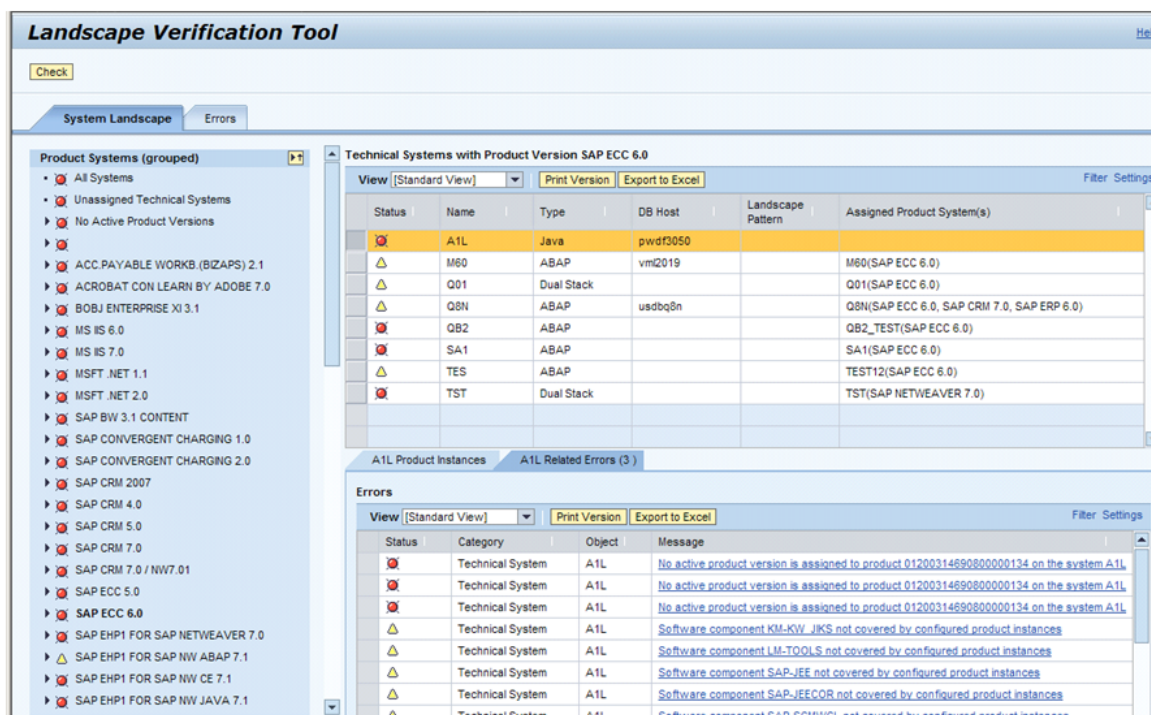 Landscape Verification Tool
Check
System Landscape Errors
Product Systems (grouped)
All Systems
Unassigned Technical Systems
No Active Product Versions
ACC.PAYABLE WORKB.(BIZAPS) 2.1
ACROBAT CON LEARN BY ADOBE 7.0
BOBJ ENTERPRISE XI 3.1
MS IIS 6.0
MS IIS 7.0
MSFT .NET 1.1
MSFT .NET 2.0
SAP BW 3.1 CONTENT
SAP CONVERGENT CHARGING 1.0
SAP CONVERGENT CHARGING 2.0
SAP CRM 2007
SAP CRM 4.0
SAP CRM 5.0
SAP CRM 7.0
SAP CRM 7.0 / NW7.01
SAP ECC 5.0
SAP ECC 6.0
SAP EHP1 FOR SAP NETWEAVER 7.0
SAP EHP1 FOR SAP NW ABAP 7.1
SAP EHP1 FOR SAP NW CE 7.1
SAP EHP1 FOR SAP NW JAVA 7.1
Technical Systems with Product Version SAP ECC 6.0
View [Standard View] Print Version Export to Excel Filter Settings
Status Name Type DB Host Landscape Pattern Assigned Product System(s)
A1L Java pwdf3050
M60 ABAP vml2019 M60(SAP ECC 6.0)
Q01 Dual Stack Q01(SAP ECC 6.0)
Q8N ABAP usdbq8n Q8N(SAP ECC 6.0, SAP CRM 7.0, SAP ERP 6.0)
QB2 ABAP QB2_TEST(SAP ECC 6.0)
SA1 ABAP SA1(SAP ECC 6.0)
TES ABAP TEST12(SAP ECC 6.0)
TST Dual Stack TST(SAP NETWEAVER 7.0)
A1L Product Instances A1L Related Errors (3 )
Errors
View [Standard View] Print Version Export to Excel Filter Settings
Status Category Object Message
Technical System A1L No active product version is assigned to product 01200314690800000134 on the system A1L
Technical System A1L No active product version is assigned to product 01200314690800000134 on the system A1L
Technical System A1L No active product version is assigned to product 01200314690800000134 on the system A1L
Technical System A1L Software component KM-KW_JIKS not covered by configured product instances
Technical System A1L Software component LM-TOOLS not covered by configured product instances
Technical System A1L Software component SAP-JEE not covered by configured product instances
Technical System A1L Software component SAP-JEECOR not covered by configured product instances